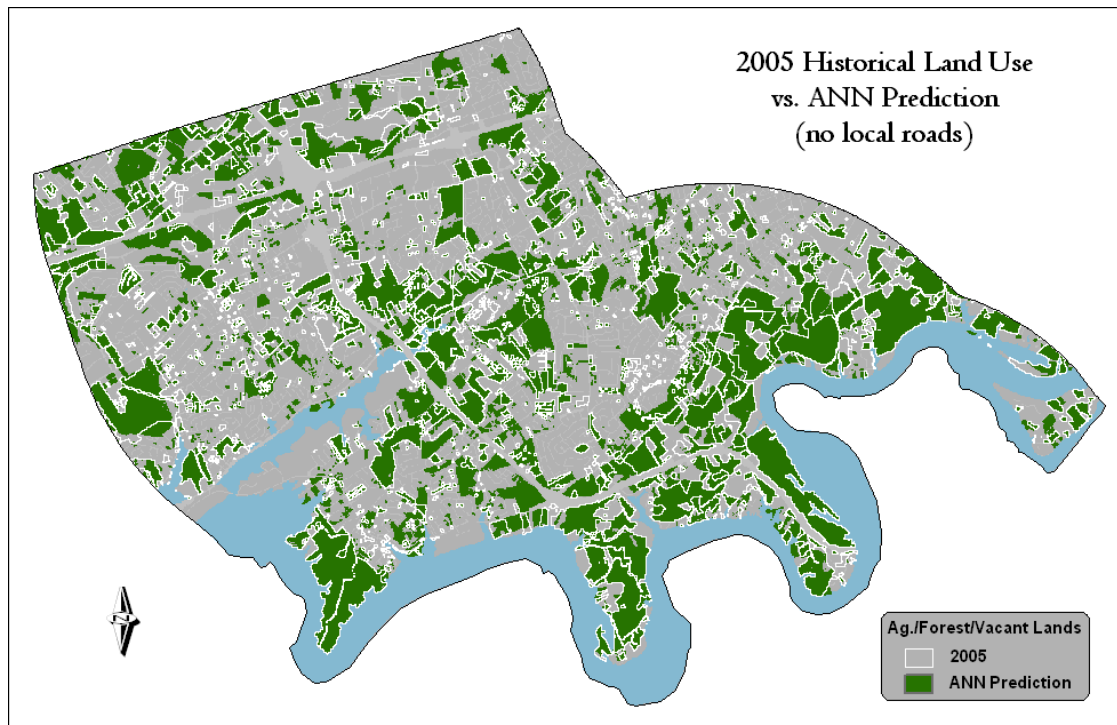 2005 Historical Land Use
vs. ANN Prediction
(no local roads)
N
Ag./Forest/Vacant Lands
2005
ANN Prediction